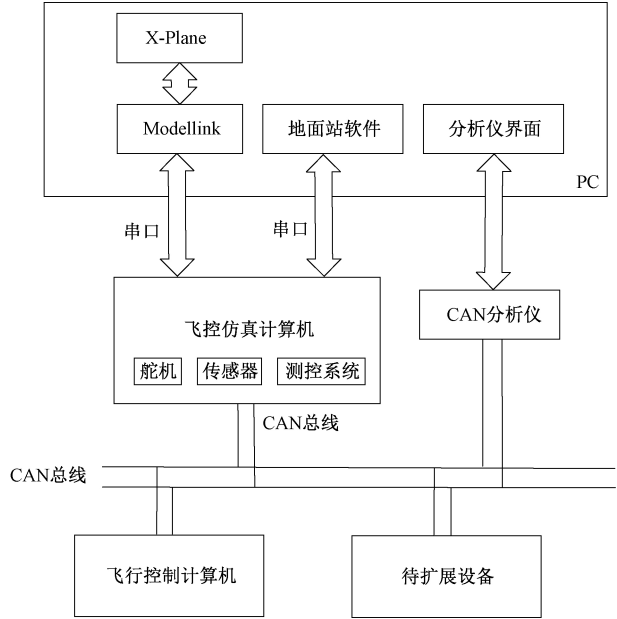 X-Plane
Modellink
地面站软件
分析仪界面
PC
串口
串口
飞控仿真计算机
舵机
传感器
测控系统
CAN分析仪
CAN总线
CAN总线
飞行控制计算机
待扩展设备